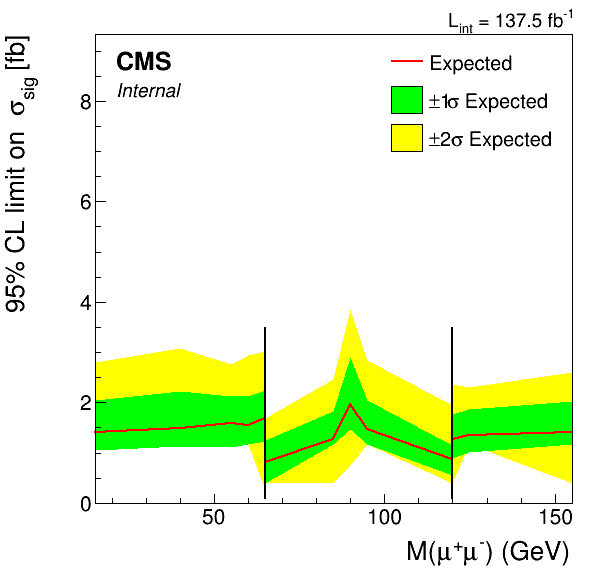 L_int = 137.5 fb^-1
CMS
Internal
Expected
±1σ Expected
±2σ Expected
95% CL limit on σ_sig [fb]
8
6
4
2
0
50 100 150
M(μ⁺μ⁻) (GeV)